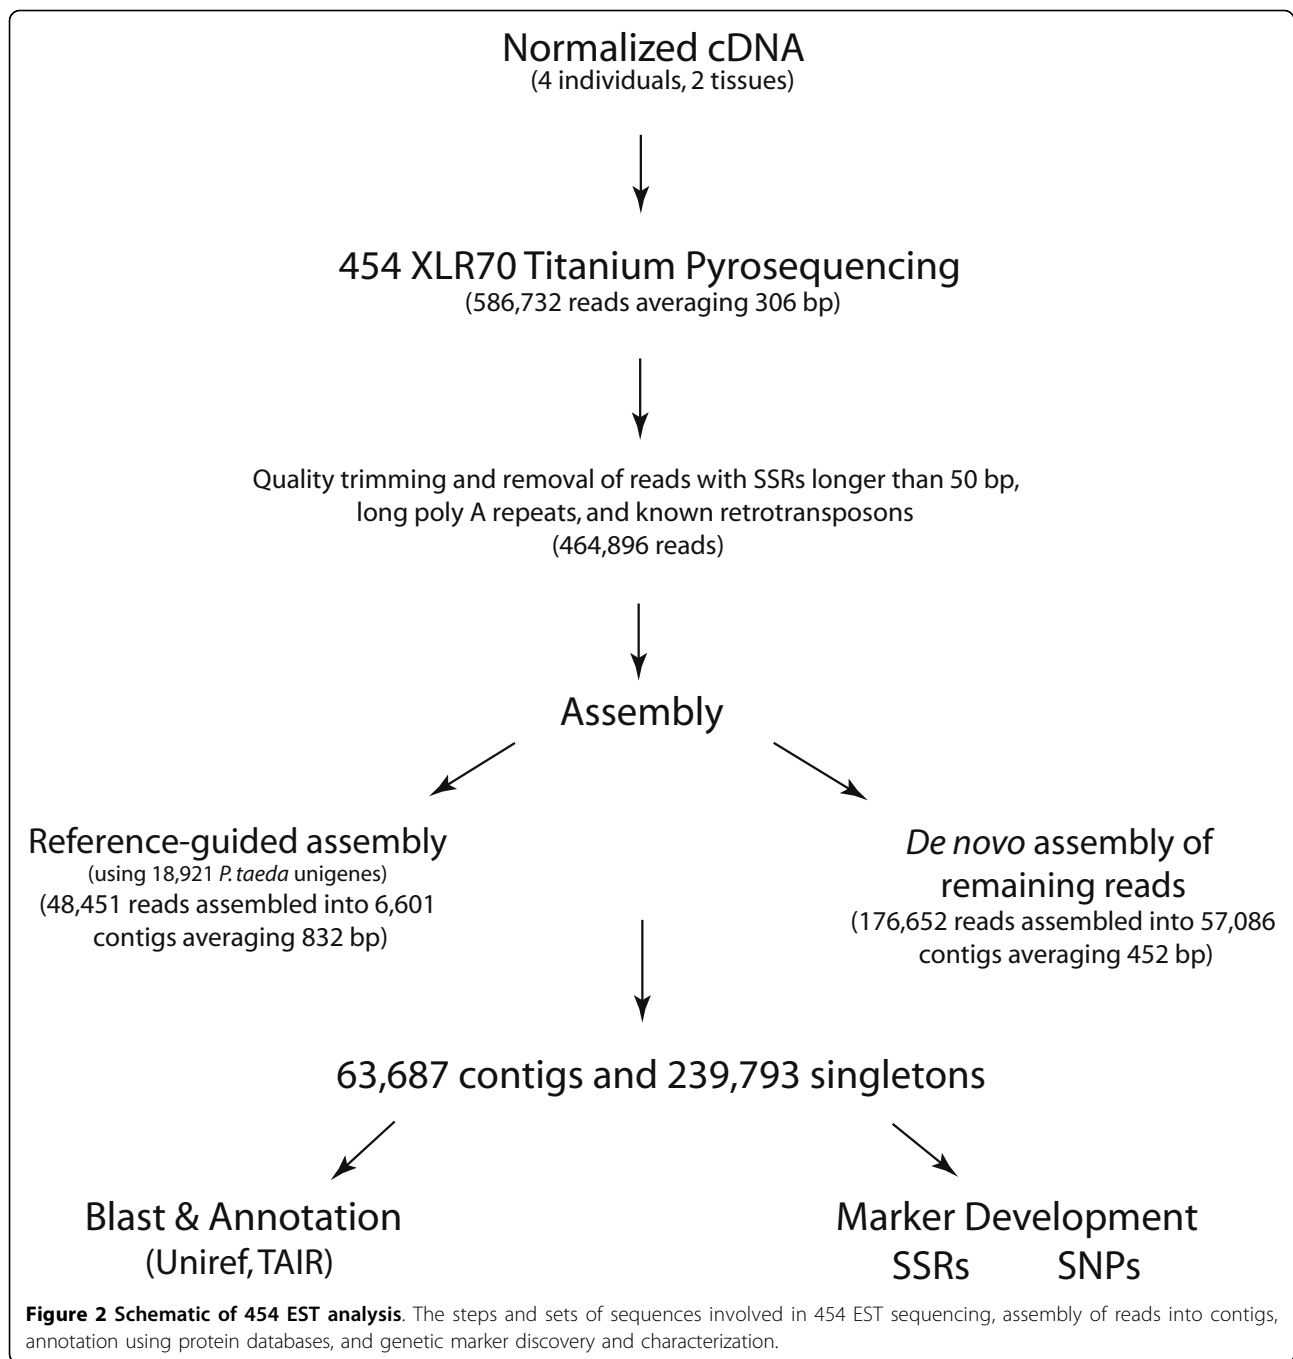 Normalized cDNA
(4 individuals, 2 tissues)
454 XLR70 Titanium Pyrosequencing
(586,732 reads averaging 306 bp)
Quality trimming and removal of reads with SSRs longer than 50 bp,
long poly A repeats, and known retrotransposons
(464,896 reads)
Assembly
Reference-guided assembly
(using 18,921 P. taeda unigenes)
(48,451 reads assembled into 6,601
contigs averaging 832 bp)
De novo assembly of
remaining reads
(176,652 reads assembled into 57,086
contigs averaging 452 bp)
63,687 contigs and 239,793 singletons
Blast & Annotation
(Uniref, TAIR)
Marker Development
SSRs SNPs
Figure 2 Schematic of 454 EST analysis. The steps and sets of sequences involved in 454 EST sequencing, assembly of reads into contigs,
annotation using protein databases, and genetic marker discovery and characterization.